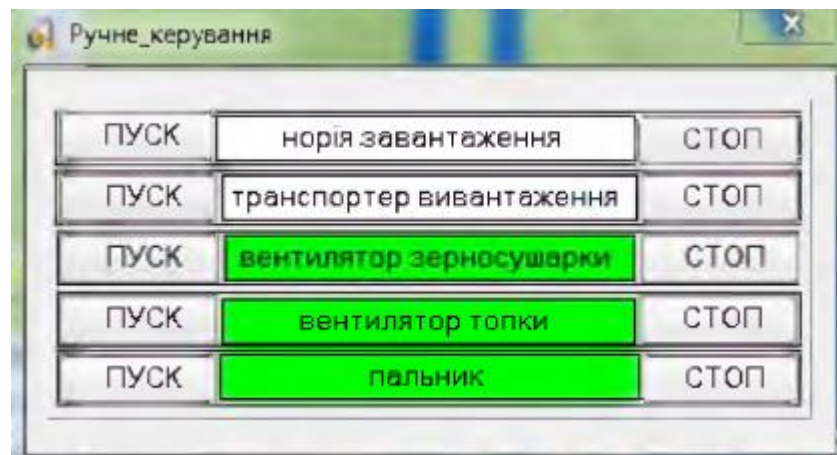 Ручне_керування
ПУСК норія завантаження СТОП
ПУСК транспортер вивантаження СТОП
ПУСК вентилятор зерносушарки СТОП
ПУСК вентилятор топки СТОП
ПУСК пальник СТОП